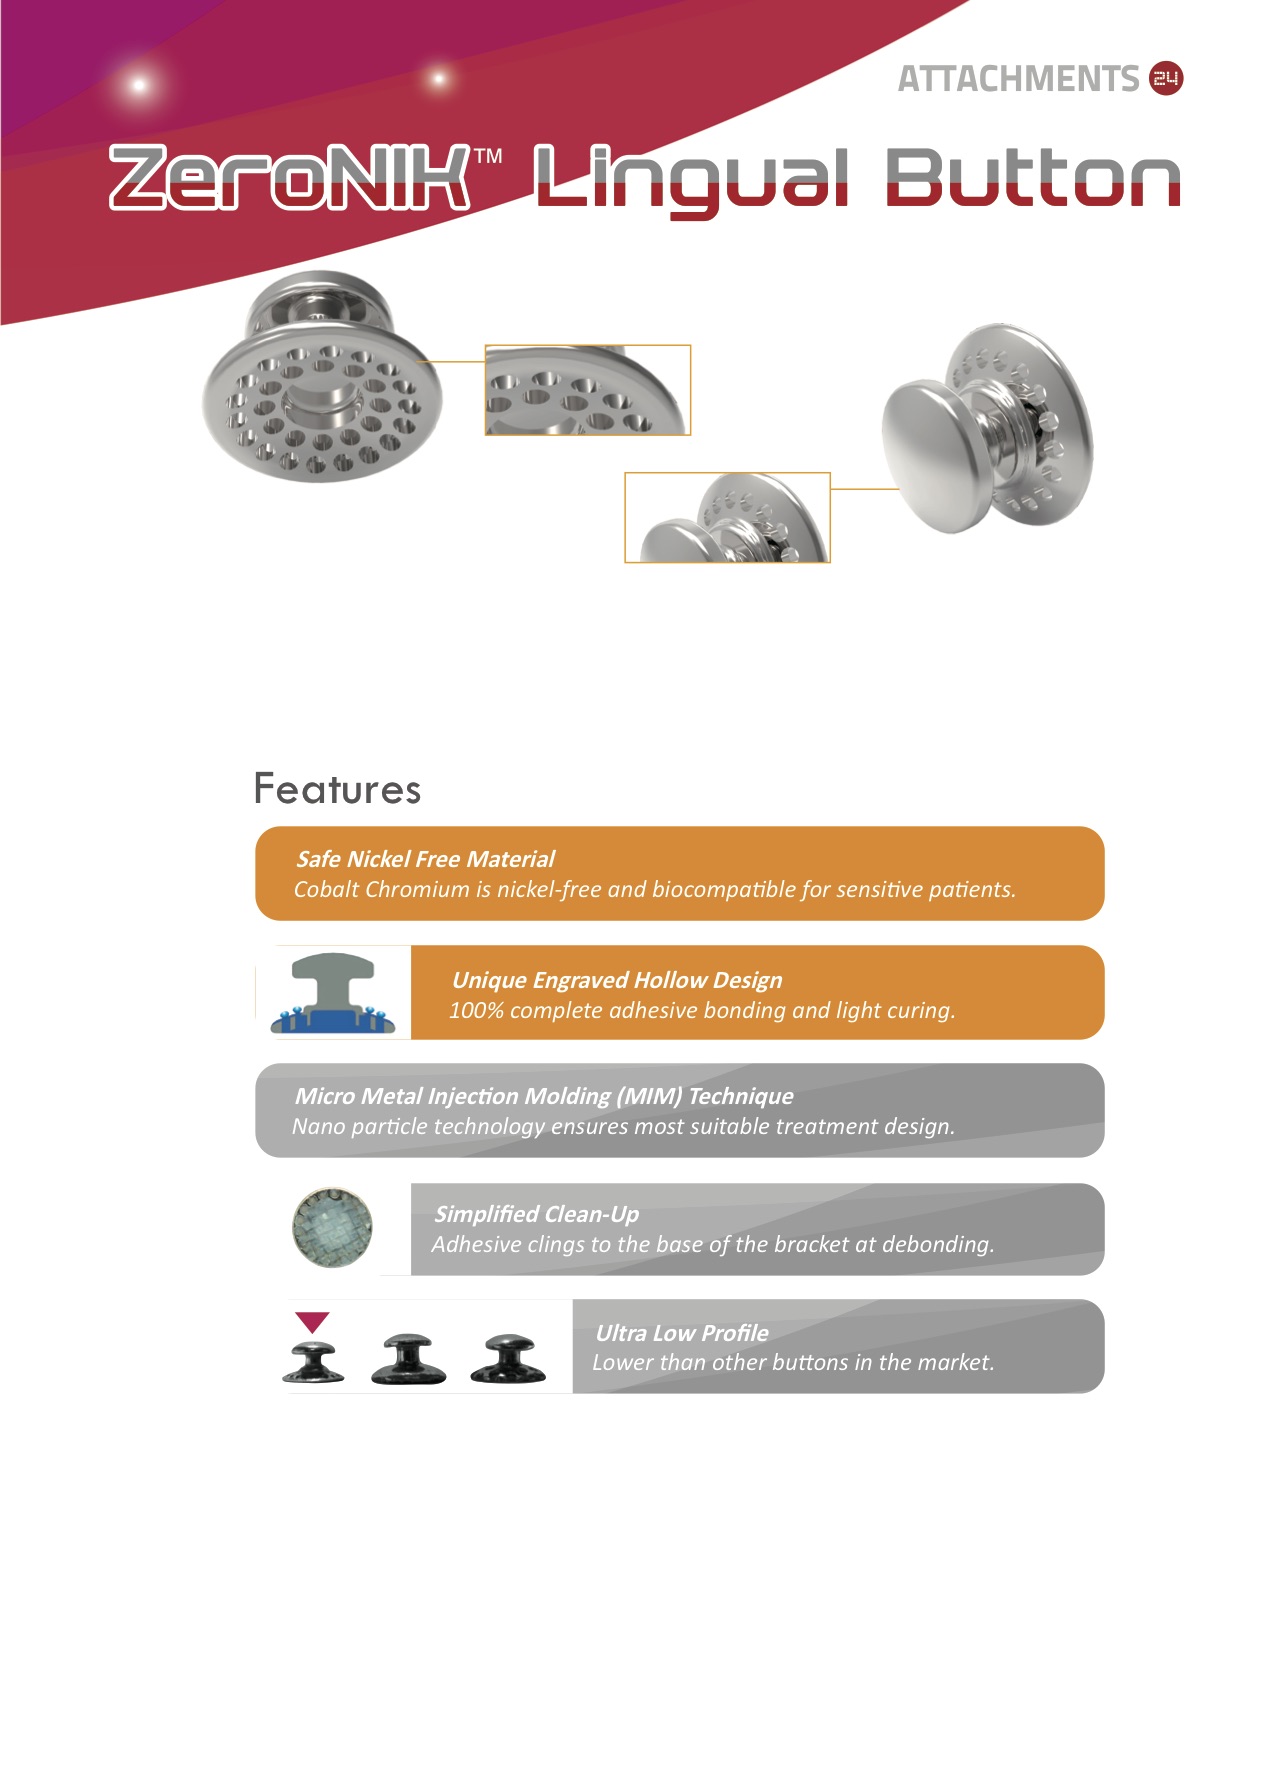 ATTACHMENTS 24
ZeroNIK™ Lingual Button
Features
Safe Nickel Free Material
Cobalt Chromium is nickel-free and biocompatible for sensitive patients.
Unique Engraved Hollow Design
100% complete adhesive bonding and light curing.
Micro Metal Injection Molding (MIM) Technique
Nano particle technology ensures most suitable treatment design.
Simplified Clean-Up
Adhesive clings to the base of the bracket at debonding.
Ultra Low Profile
Lower than other buttons in the market.